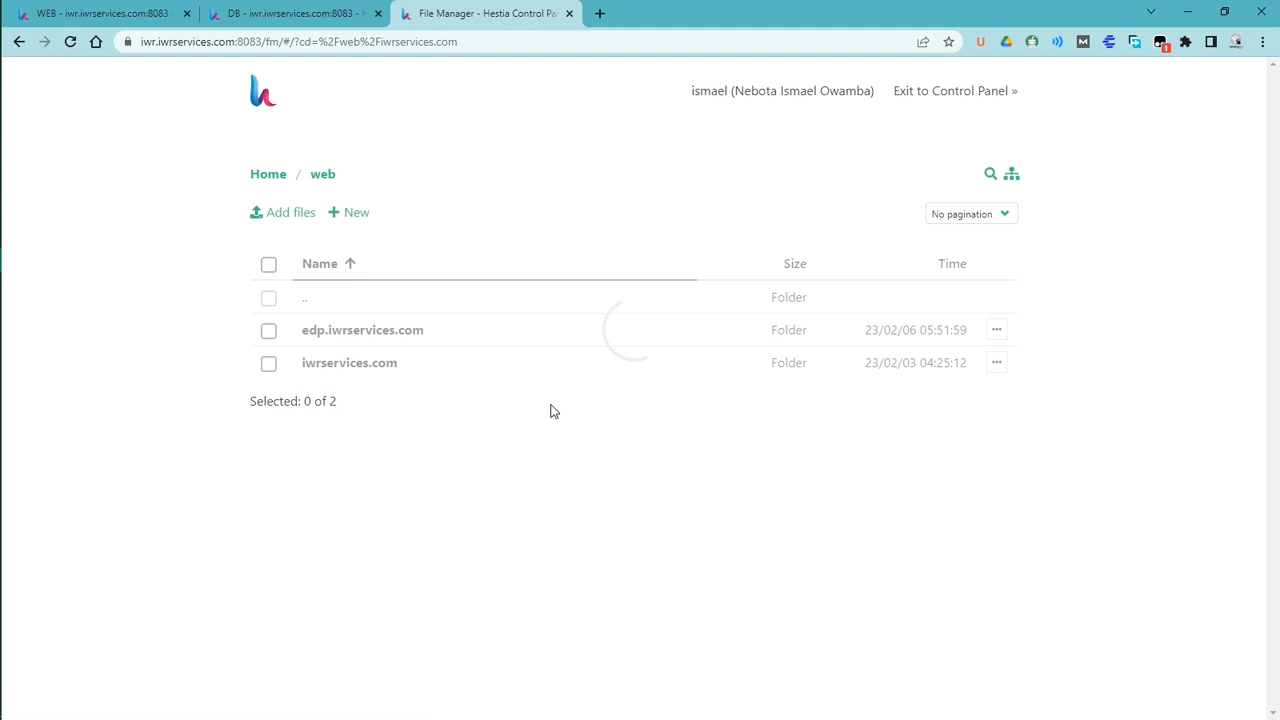 WEB - iwr.iwrservices.com:8083 -
DB - iwr.iwrservices.com:8083 - H
File Manager - Hestia Control Pa
iwr.iwrservices.com:8083/fm/#/?cd=%2Fweb%2Fiwrservices.com
ismael (Nebota Ismael Owamba) Exit to Control Panel »
Home / web
Add files New
No pagination
Name Size Time
.. Folder
edp.iwrservices.com Folder 23/02/06 05:51:59
iwrservices.com Folder 23/02/03 04:25:12
Selected: 0 of 2